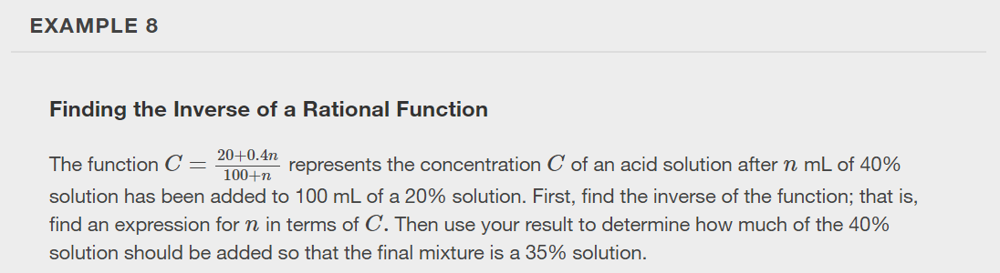 EXAMPLE 8
Finding the Inverse of a Rational Function
The function C = \frac{20+0.4n}{100+n} represents the concentration C of an acid solution after n mL of 40%
solution has been added to 100 mL of a 20% solution. First, find the inverse of the function; that is,
find an expression for n in terms of C. Then use your result to determine how much of the 40%
solution should be added so that the final mixture is a 35% solution.